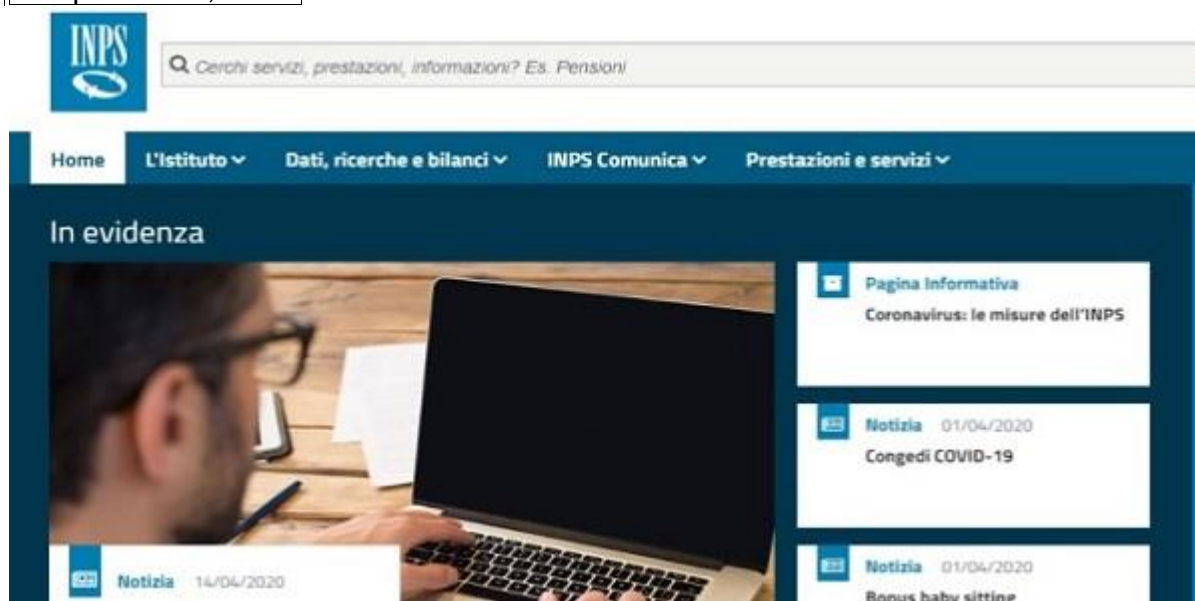 INPS
Cerchi servizi, prestazioni, informazioni? Es. Pensioni
Home L'Istituto Dati, ricerche e bilanci INPS Comunica Prestazioni e servizi
In evidenza
Pagina Informativa
Coronavirus: le misure dell'INPS
Notizia 01/04/2020
Congedi COVID-19
Notizia 14/04/2020
Notizia 01/04/2020
Bonus baby sitting